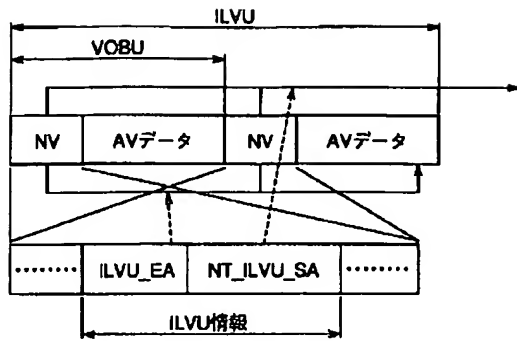 ILVU
VOBU
NV AVデータ NV AVデータ
········ ILVU_EA NT_ILVU_SA ········
ILVU情報